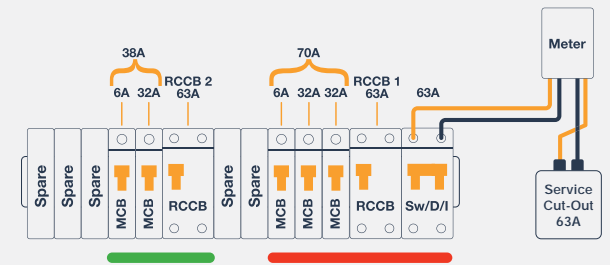 38A
70A
RCCB 2
RCCB 1
6A 32A 63A
6A 32A 32A 63A 63A
Meter
Spare
Spare
Spare
MCB
MCB
RCCB
Spare
Spare
MCB
MCB
MCB
RCCB
Sw/D/I
Service
Cut-Out
63A